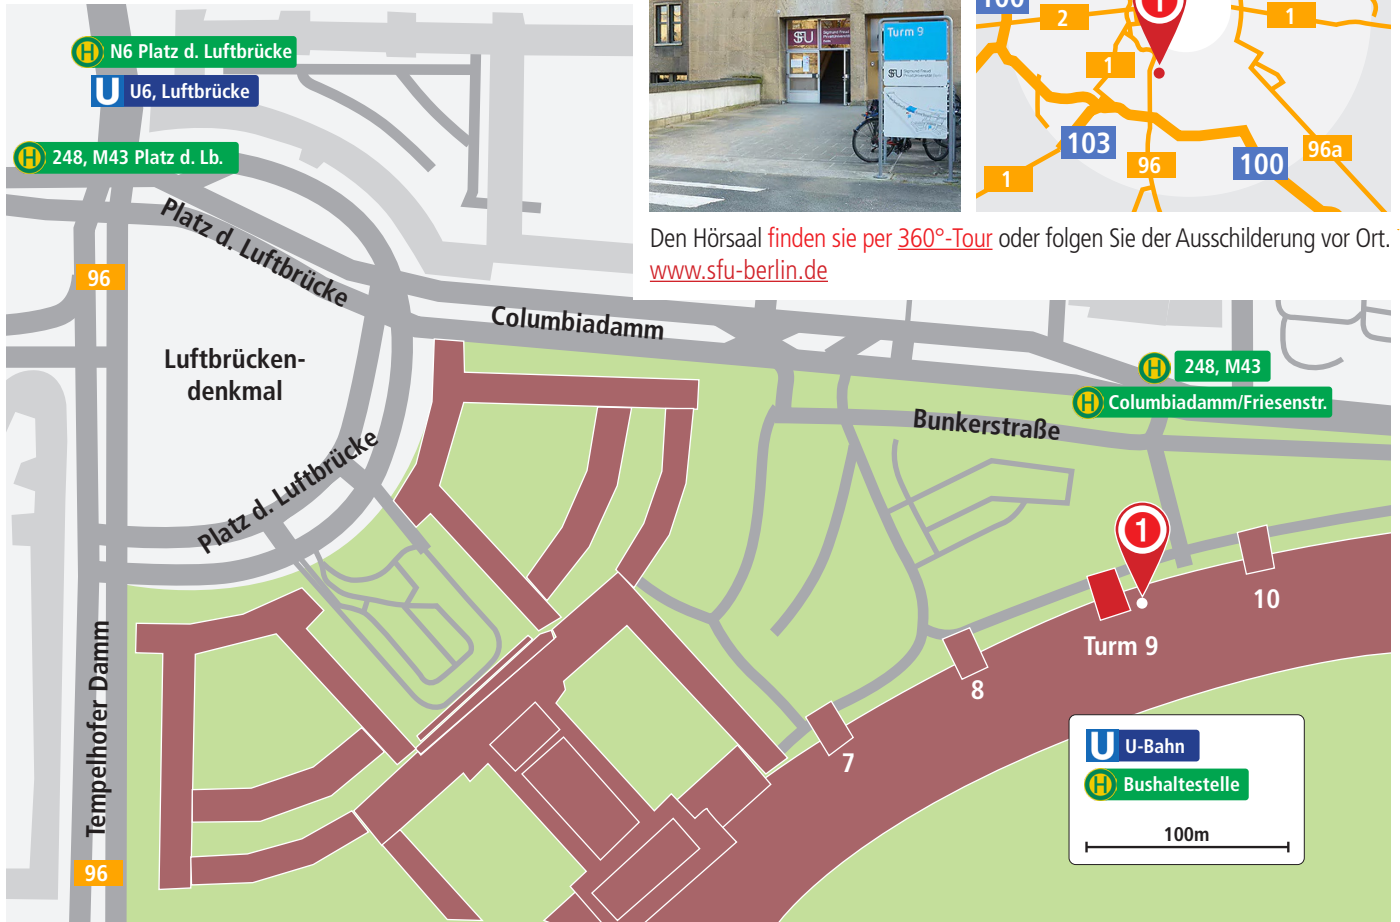 N6 Platz d. Luftbrücke
U6, Luftbrücke
248, M43 Platz d. Lb.
Platz d. Luftbrücke
96
Luftbrücken-
denkmal
Platz d. Luftbrücke
Tempelhofer Damm
96
Columbiadamm
SFU
Turm 9
SFU
100
2
1
1
1
103
96
100
96a
1
Den Hörsaal finden sie per 360°-Tour oder folgen Sie der Ausschilderung vor Ort.
www.sfu-berlin.de
H 248, M43
H Columbiadamm/Friesenstr.
Bunkerstraße
1
10
Turm 9
8
7
U U-Bahn
H Bushaltestelle
100m